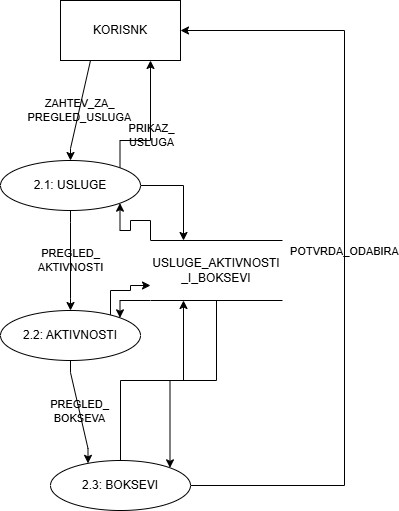 KORISNK
ZAHTEV_ZA_
PREGLED_USLUGA
PRIKAZ_
USLUGA
2.1: USLUGE
PREGLED_
AKTIVNOSTI
USLUGE_AKTIVNOSTI
_I_BOKSEVI
POTVRDA_ODABIRA
2.2: AKTIVNOSTI
PREGLED_
BOKSEVA
2.3: BOKSEVI